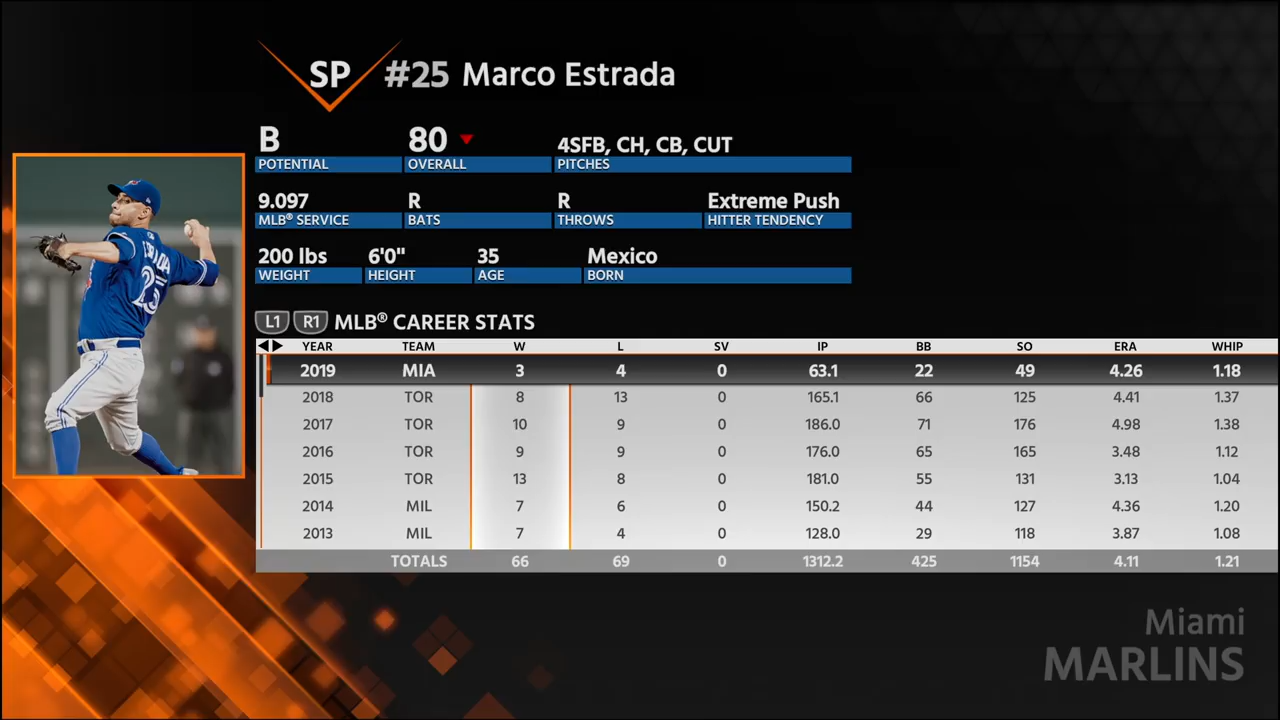 SP #25 Marco Estrada
B 80 4SFB, CH, CB, CUT
POTENTIAL OVERALL PITCHES
9.097 R R Extreme Push
MLB® SERVICE BATS THROWS HITTER TENDENCY
200 lbs 6'0" 35 Mexico
WEIGHT HEIGHT AGE BORN
L1 R1 MLB® CAREER STATS
YEAR TEAM W L SV IP BB SO ERA WHIP
2019 MIA 3 4 0 63.1 22 49 4.26 1.18
2018 TOR 8 13 0 165.1 66 125 4.41 1.37
2017 TOR 10 9 0 186.0 71 176 4.98 1.38
2016 TOR 9 9 0 176.0 65 165 3.48 1.12
2015 TOR 13 8 0 181.0 55 131 3.13 1.04
2014 MIL 7 6 0 150.2 44 127 4.36 1.20
2013 MIL 7 4 0 128.0 29 118 3.87 1.08
TOTALS 66 69 0 1312.2 425 1154 4.11 1.21
Miami
MARLINS
25